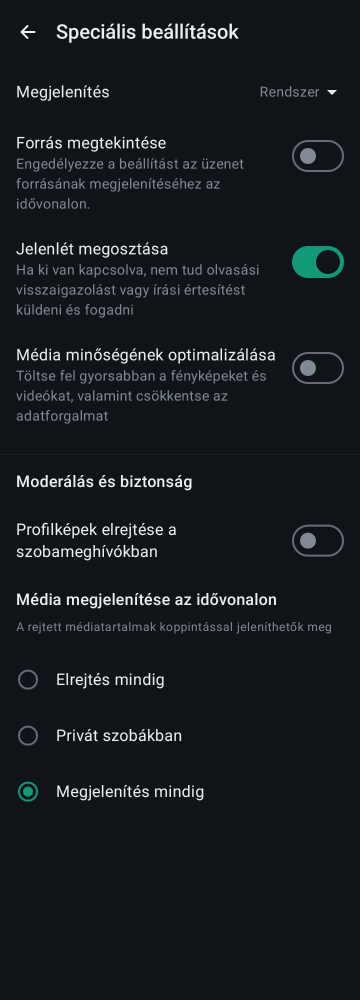 Speciális beállítások
Megjelenítés
Rendszer
Forrás megtekintése
Engedélyezze a beállítást az üzenet
forrásának megjelenítéséhez az
idővonalon.
Jelenlét megosztása
Ha ki van kapcsolva, nem tud olvasási
visszaigazolást vagy írási értesítést
küldeni és fogadni
Média minőségének optimalizálása
Töltse fel gyorsabban a fényképeket és
videókat, valamint csökkentse az
adatforgalmat
Moderálás és biztonság
Profilképek elrejtése a
szobameghívókban
Média megjelenítése az idővonalon
A rejtett médiatartalmak koppintással jeleníthetők meg
Elrejtés mindig
Privát szobákban
Megjelenítés mindig